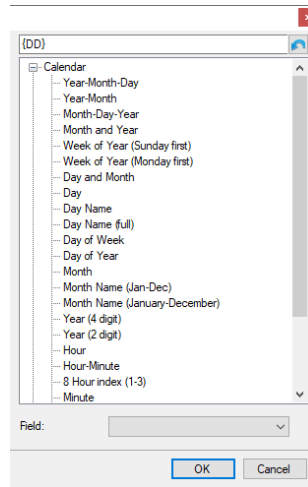 {DD}
Calendar
Year-Month-Day
Year-Month
Month-Day-Year
Month and Year
Week of Year (Sunday first)
Week of Year (Monday first)
Day and Month
Day
Day Name
Day Name (full)
Day of Week
Day of Year
Month
Month Name (Jan-Dec)
Month Name (January-December)
Year (4 digit)
Year (2 digit)
Hour
Hour-Minute
8 Hour index (1-3)
Minute
Field:
OK Cancel